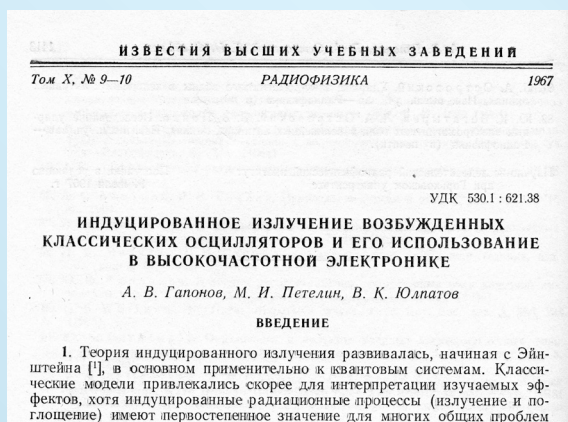 ИЗВЕСТИЯ ВЫСШИХ УЧЕБНЫХ ЗАВЕДЕНИЙ
Том X, № 9—10 РАДИОФИЗИКА 1967
УДК 530.1 : 621.38
ИНДУЦИРОВАННОЕ ИЗЛУЧЕНИЕ ВОЗБУЖДЕННЫХ
КЛАССИЧЕСКИХ ОСЦИЛЛЯТОРОВ И ЕГО ИСПОЛЬЗОВАНИЕ
В ВЫСОКОЧАСТОТНОЙ ЭЛЕКТРОНИКЕ
А. В. Гапонов, М. И. Петелин, В. К. Юлпатов
ВВЕДЕНИЕ
1. Теория индуцированного излучения развивалась, начиная с Эйн-
штейна [¹], в основном применительно к квантовым системам. Класси-
ческие модели привлекались скорее для интерпретации изучаемых эф-
фектов, хотя индуцированные радиационные процессы (излучение и по-
глощение) имеют первостепенное значение для многих общих проблем